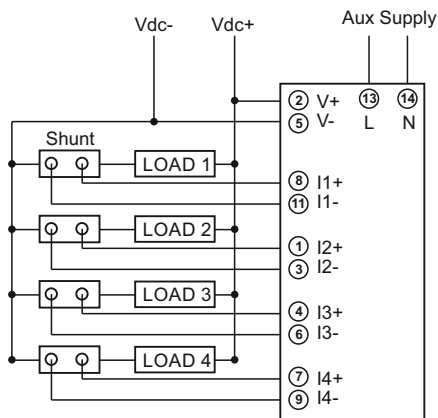 Aux Supply
Vdc- Vdc+
2 V+ 13 14
5 V- L N
Shunt
LOAD 1
8 I1+
11 I1-
LOAD 2
1 I2+
3 I2-
LOAD 3
4 I3+
6 I3-
LOAD 4
7 I4+
9 I4-